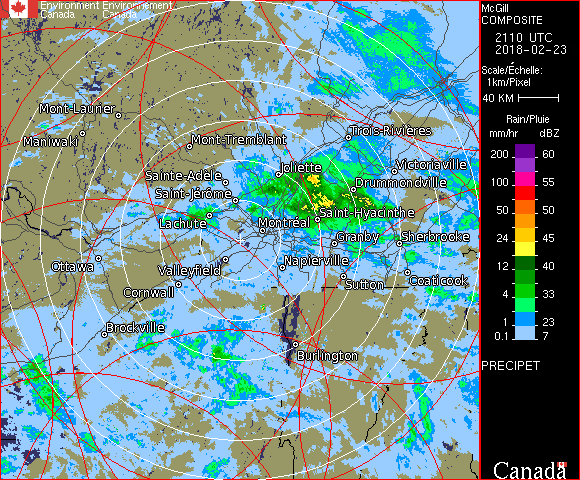 Environment Environnement
Canada Canada
McGill
COMPOSITE
2110 UTC
2018-02-23
Scale/Échelle:
1km/Pixel
40 KM
Rain/Pluie
mm/hr dBZ
200 60
100 55
50 50
24 45
12 40
4 33
1 23
0.1 7
PRECIPET
Canada
Mont-Laurier
Maniwaki
Mont-Tremblant
Trois-Rivières
Victoriaville
Joliette
Sainte-Adèle
Drummondville
Saint-Jérôme
Saint-Hyacinthe
Lachute
Montréal
Granby
Sherbrooke
Ottawa
Valleyfield
Napierville
Coaticook
Sutton
Cornwall
Brockville
Burlington